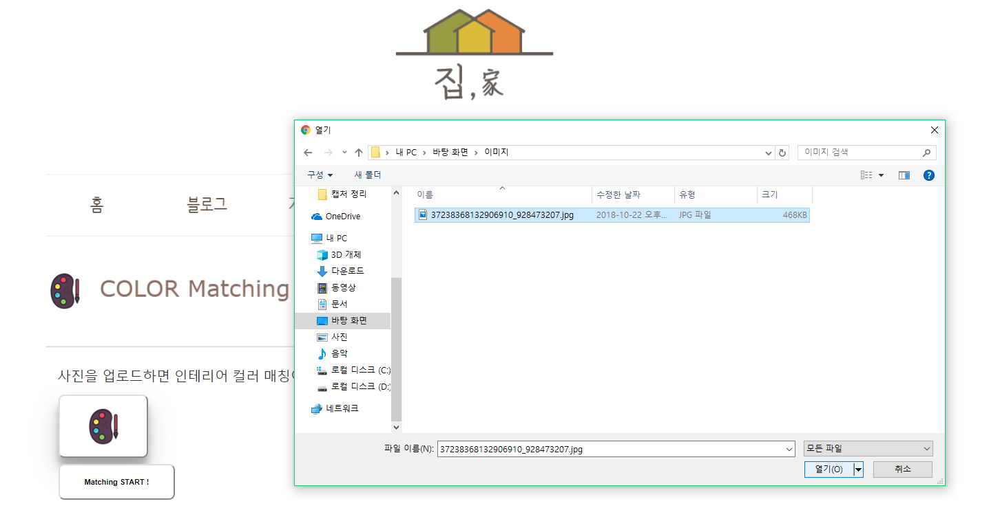 집,家
열기
내 PC > 바탕 화면 > 이미지
이미지 검색
구성
새 폴더
홈
블로그
COLOR Matching
사진을 업로드하면 인테리어 컬러 매칭
Matching START !
캡처 정리
OneDrive
내 PC
3D 개체
다운로드
동영상
문서
바탕 화면
사진
음악
로컬 디스크 (C:)
로컬 디스크 (D:)
네트워크
이름 수정한 날짜 유형 크기
37238368132906910_928473207.jpg 2018-10-22 오후... JPG 파일 468KB
파일 이름(N): 37238368132906910_928473207.jpg 모든 파일
열기(O) 취소